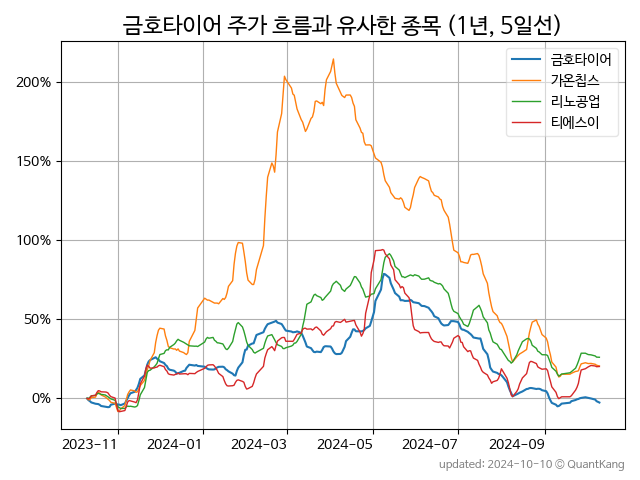 금호타이어 주가 흐름과 유사한 종목 (1년, 5일선)
금호타이어
가온칩스
리노공업
티에스이
200%
150%
100%
50%
0%
2023-11 2024-01 2024-03 2024-05 2024-07 2024-09
updated: 2024-10-10 © QuantKang